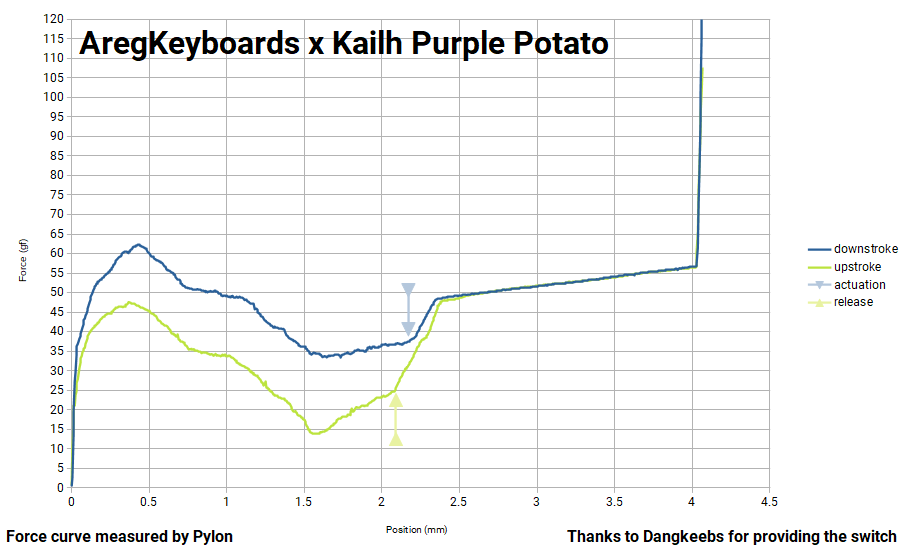 AregKeyboards x Kailh Purple Potato
120
115
110
105
100
95
90
85
80
75
70
65
60
55
50
45
40
35
30
25
20
15
10
5
0
Force (gf)
0 0.5 1 1.5 2 2.5 3 3.5 4 4.5
Position (mm)
downstroke
upstroke
actuation
release
Force curve measured by Pylon
Thanks to Dangkeebs for providing the switch